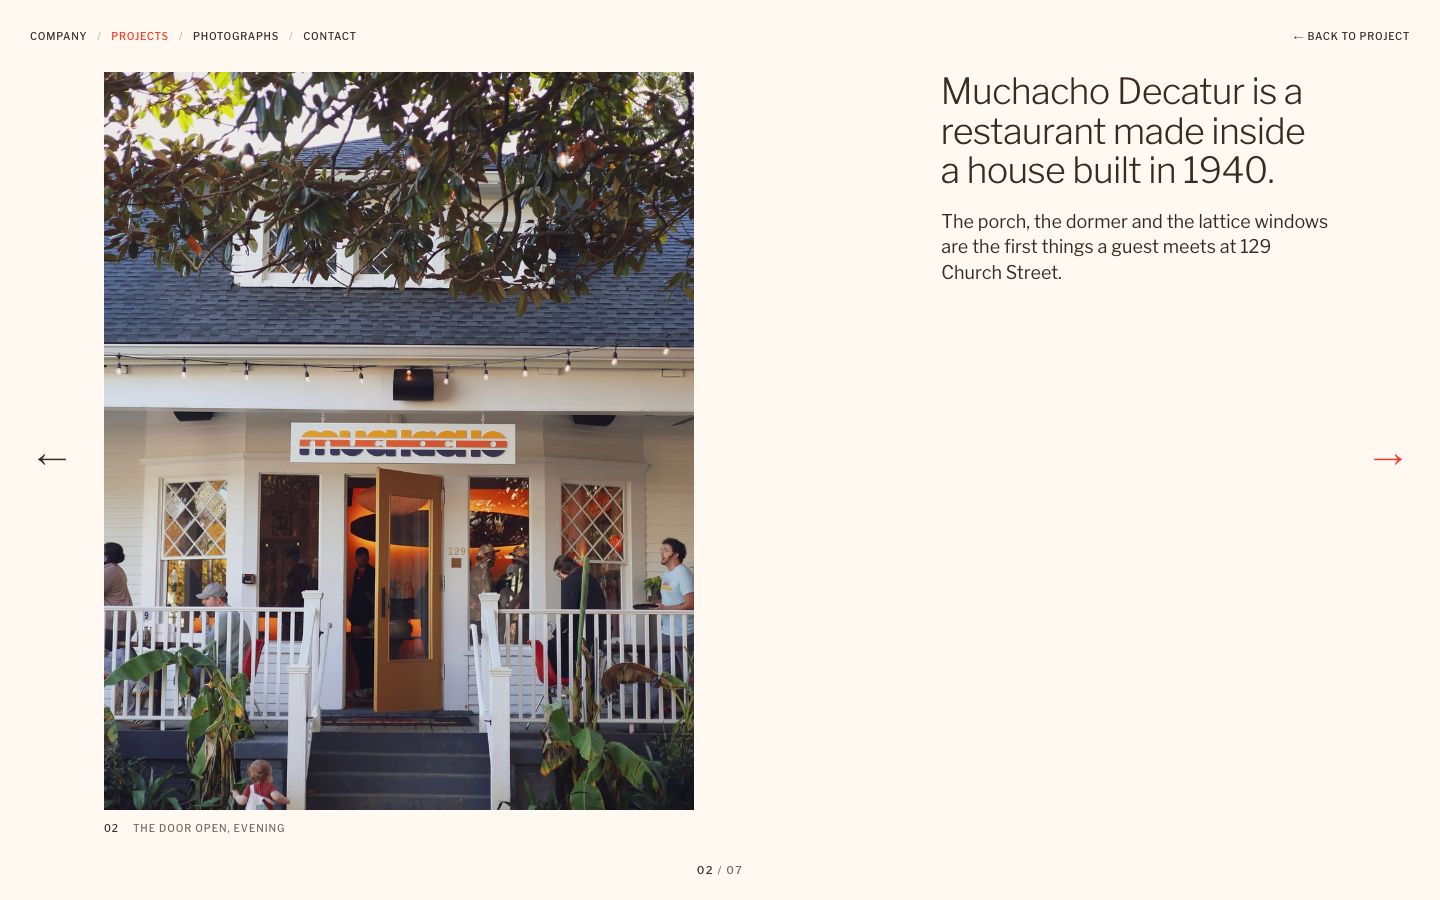 COMPANY / PROJECTS / PHOTOGRAPHS / CONTACT
← BACK TO PROJECT
Muchacho Decatur is a
restaurant made inside
a house built in 1940.
The porch, the dormer and the lattice windows
are the first things a guest meets at 129
Church Street.
muchacho
129
←
→
02 THE DOOR OPEN, EVENING
02 / 07